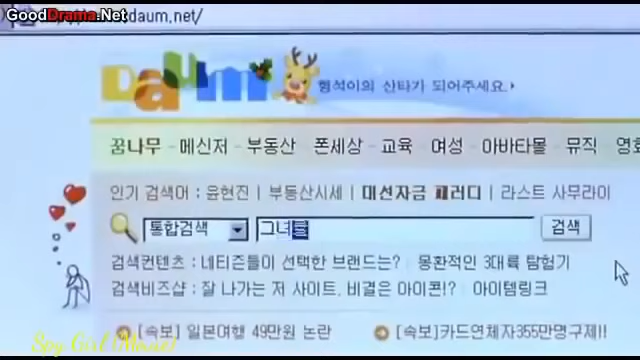 GoodDrama.Net
daum.net/
Daum 형석이의 산타가 되어주세요.
꿈나무 - 메신저 - 부동산 폰세상 - 교육 여성 - 아바타몰 뮤직 - 영화
인기 검색어 : 윤현진 | 부동산시세 | 대선자금 패러디 | 라스트 사무라이
통합검색 그녀를 검색
검색컨텐츠 : 네티즌들이 선택한 브랜드는? 몽환적인 3대륙 탐험기
검색비즈샵 : 잘 나가는 저 사이트, 비결은 아이콘!? 아이템링크
[속보] 일본여행 49만원 논란 [속보]카드연체자355만명구제!!
Spy Girl (Movie)